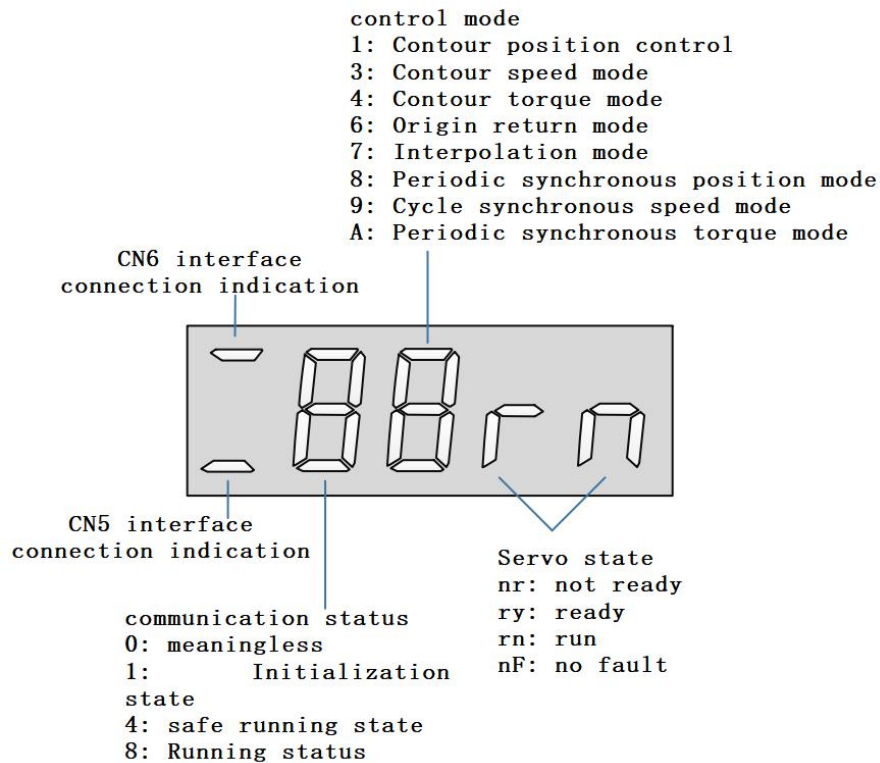 control mode
1: Contour position control
3: Contour speed mode
4: Contour torque mode
6: Origin return mode
7: Interpolation mode
8: Periodic synchronous position mode
9: Cycle synchronous speed mode
A: Periodic synchronous torque mode
CN6 interface
connection indication
88rn
CN5 interface
connection indication
communication status
0: meaningless
1: Initialization
state
4: safe running state
8: Running status
Servo state
nr: not ready
ry: ready
rn: run
nF: no fault